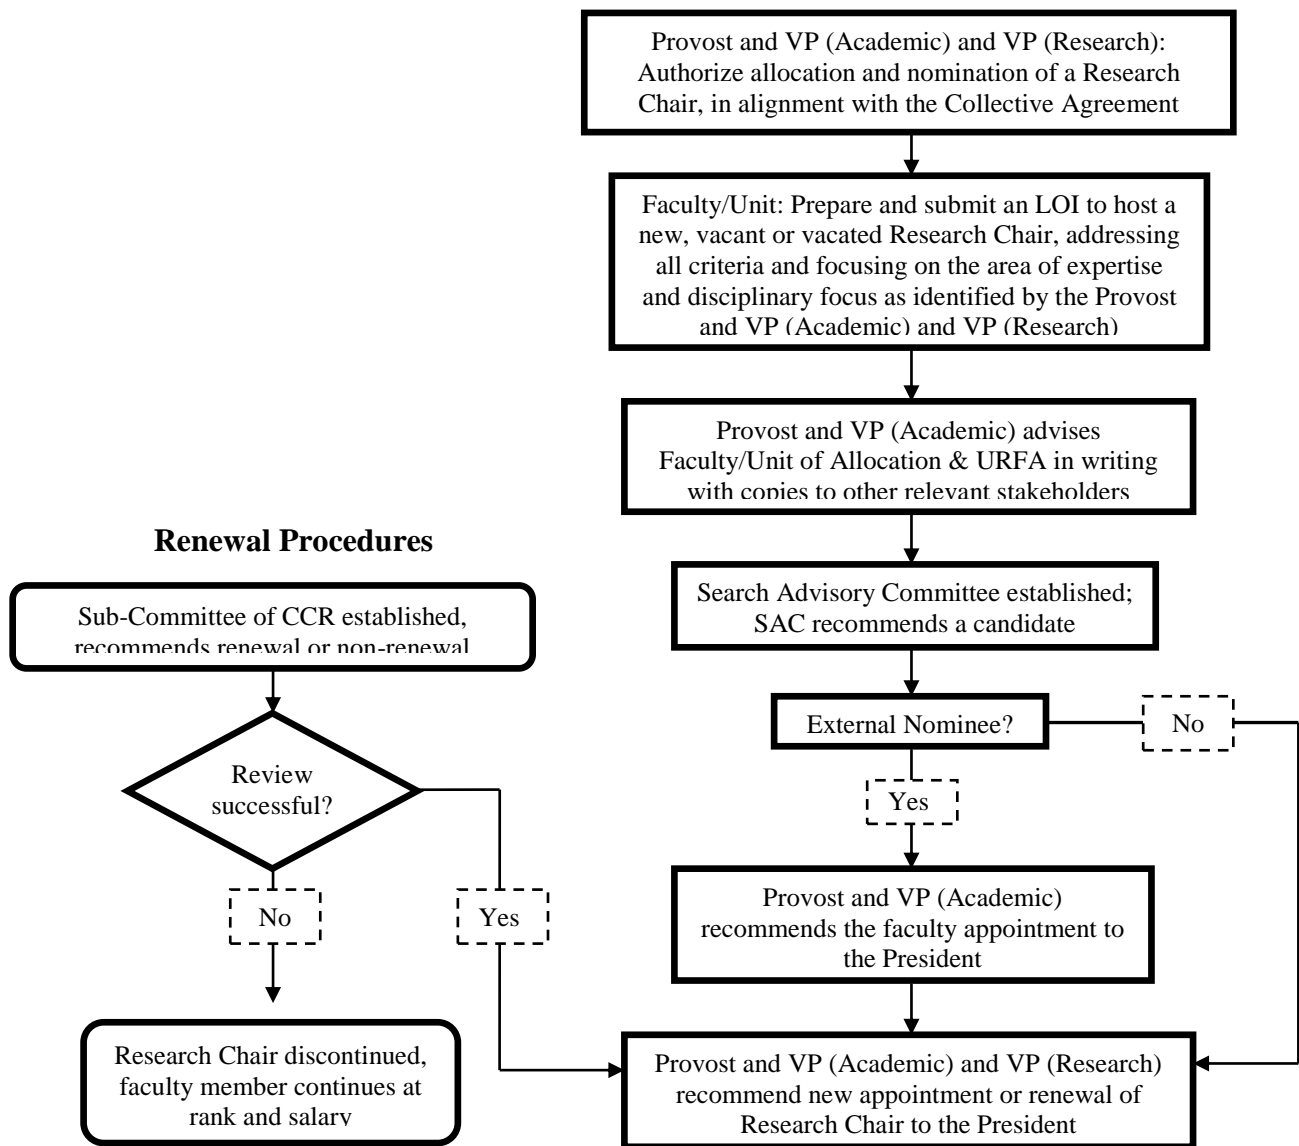 Provost and VP (Academic) and VP (Research):
Authorize allocation and nomination of a Research
Chair, in alignment with the Collective Agreement
Faculty/Unit: Prepare and submit an LOI to host a
new, vacant or vacated Research Chair, addressing
all criteria and focusing on the area of expertise
and disciplinary focus as identified by the Provost
and VP (Academic) and VP (Research)
Provost and VP (Academic) advises
Faculty/Unit of Allocation & URFA in writing
with copies to other relevant stakeholders
Search Advisory Committee established;
SAC recommends a candidate
External Nominee?
No
Yes
Provost and VP (Academic)
recommends the faculty appointment to
the President
Provost and VP (Academic) and VP (Research)
recommend new appointment or renewal of
Research Chair to the President
Renewal Procedures
Sub-Committee of CCR established,
recommends renewal or non-renewal
Review
successful?
No
Yes
Research Chair discontinued,
faculty member continues at
rank and salary